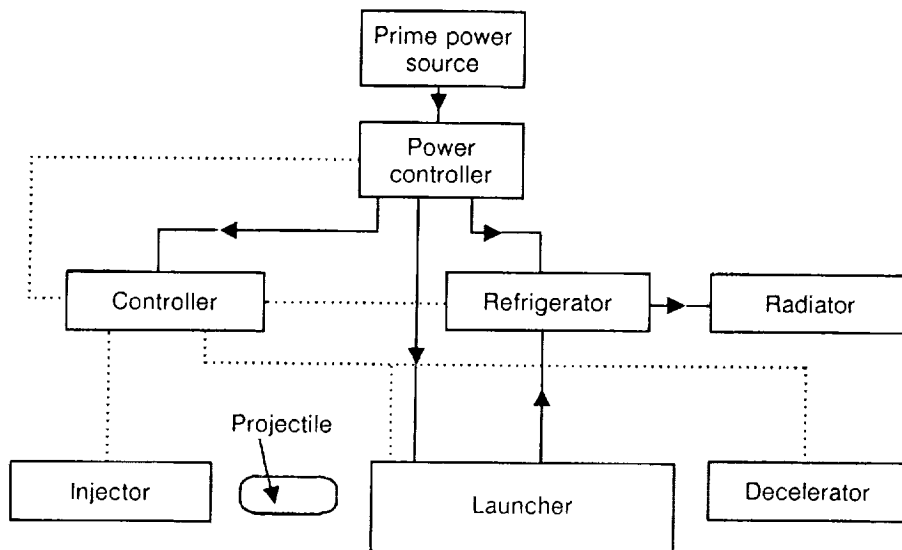 Prime power
source
Power
controller
Controller
Refrigerator
Radiator
Projectile
Injector
Launcher
Decelerator